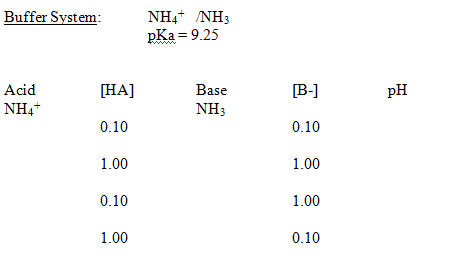 Buffer System: NH4+ /NH3
pKa = 9.25
Acid [HA] Base [B-] pH
NH4+ NH3
0.10 0.10
1.00 1.00
0.10 1.00
1.00 0.10